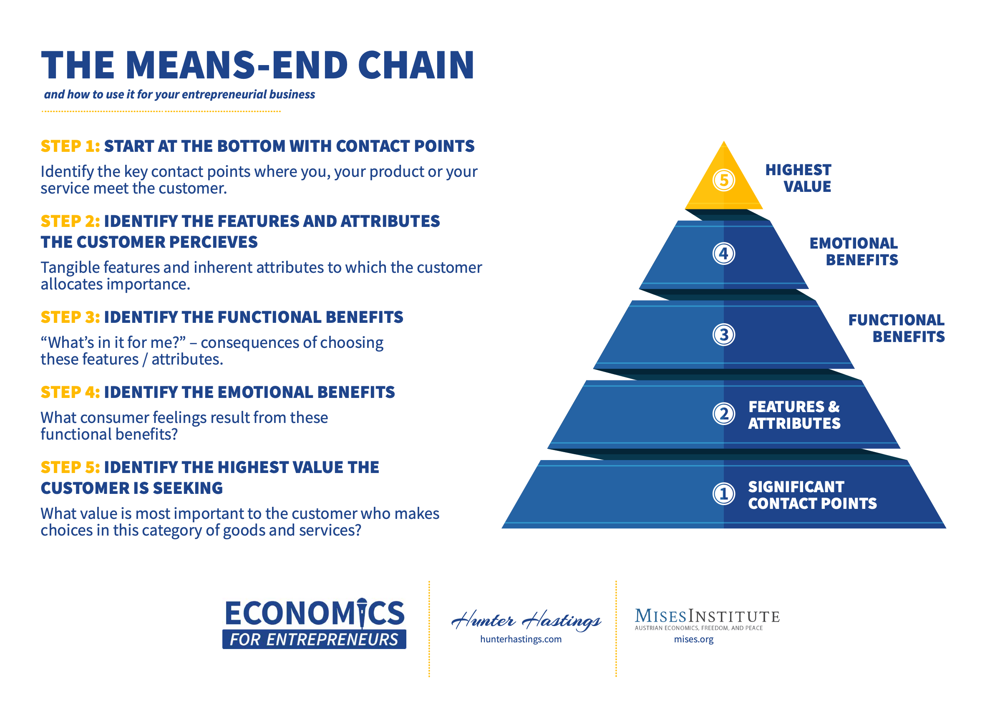 THE MEANS-END CHAIN
and how to use it for your entrepreneurial business
STEP 1: START AT THE BOTTOM WITH CONTACT POINTS
Identify the key contact points where you, your product or your
service meet the customer.
STEP 2: IDENTIFY THE FEATURES AND ATTRIBUTES
THE CUSTOMER PERCIEVES
Tangible features and inherent attributes to which the customer
allocates importance.
STEP 3: IDENTIFY THE FUNCTIONAL BENEFITS
“What’s in it for me?” – consequences of choosing
these features / attributes.
STEP 4: IDENTIFY THE EMOTIONAL BENEFITS
What consumer feelings result from these
functional benefits?
STEP 5: IDENTIFY THE HIGHEST VALUE THE
CUSTOMER IS SEEKING
What value is most important to the customer who makes
choices in this category of goods and services?
5
HIGHEST
VALUE
4
EMOTIONAL
BENEFITS
3
FUNCTIONAL
BENEFITS
2
FEATURES &
ATTRIBUTES
1
SIGNIFICANT
CONTACT POINTS
ECONOMICS
FOR ENTREPRENEURS
Hunter Hastings
hunterhastings.com
MISESINSTITUTE
AUSTRIAN ECONOMICS, FREEDOM, AND PEACE
mises.org